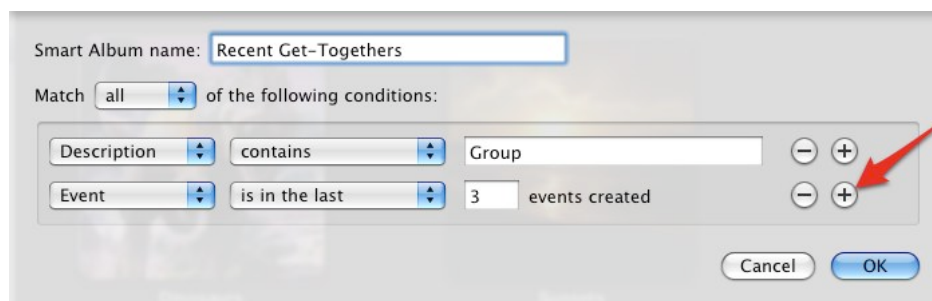 Smart Album name: Recent Get-Togethers
Match all of the following conditions:
Description contains Group
Event is in the last 3 events created
Cancel OK